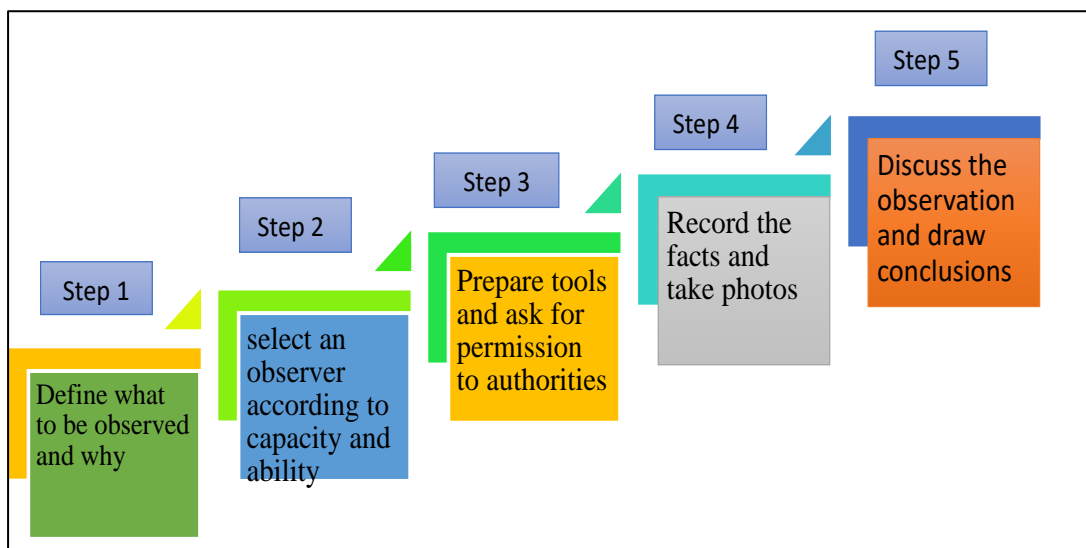 Step 1
Define what
to be observed
and why
Step 2
select an
observer
according to
capacity and
ability
Step 3
Prepare tools
and ask for
permission
to authorities
Step 4
Record the
facts and
take photos
Step 5
Discuss the
observation
and draw
conclusions